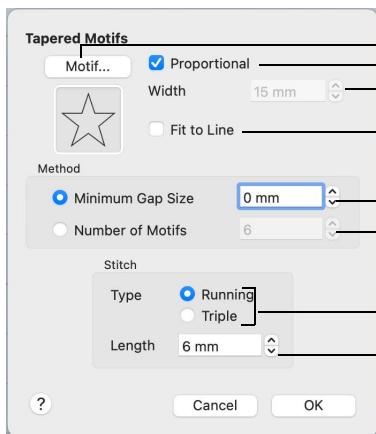 Tapered Motifs
Motif... Proportional
Width 15 mm
Fit to Line
Method
Minimum Gap Size 0 mm
Number of Motifs 6
Stitch
Type Running
Triple
Length 6 mm
? Cancel OK